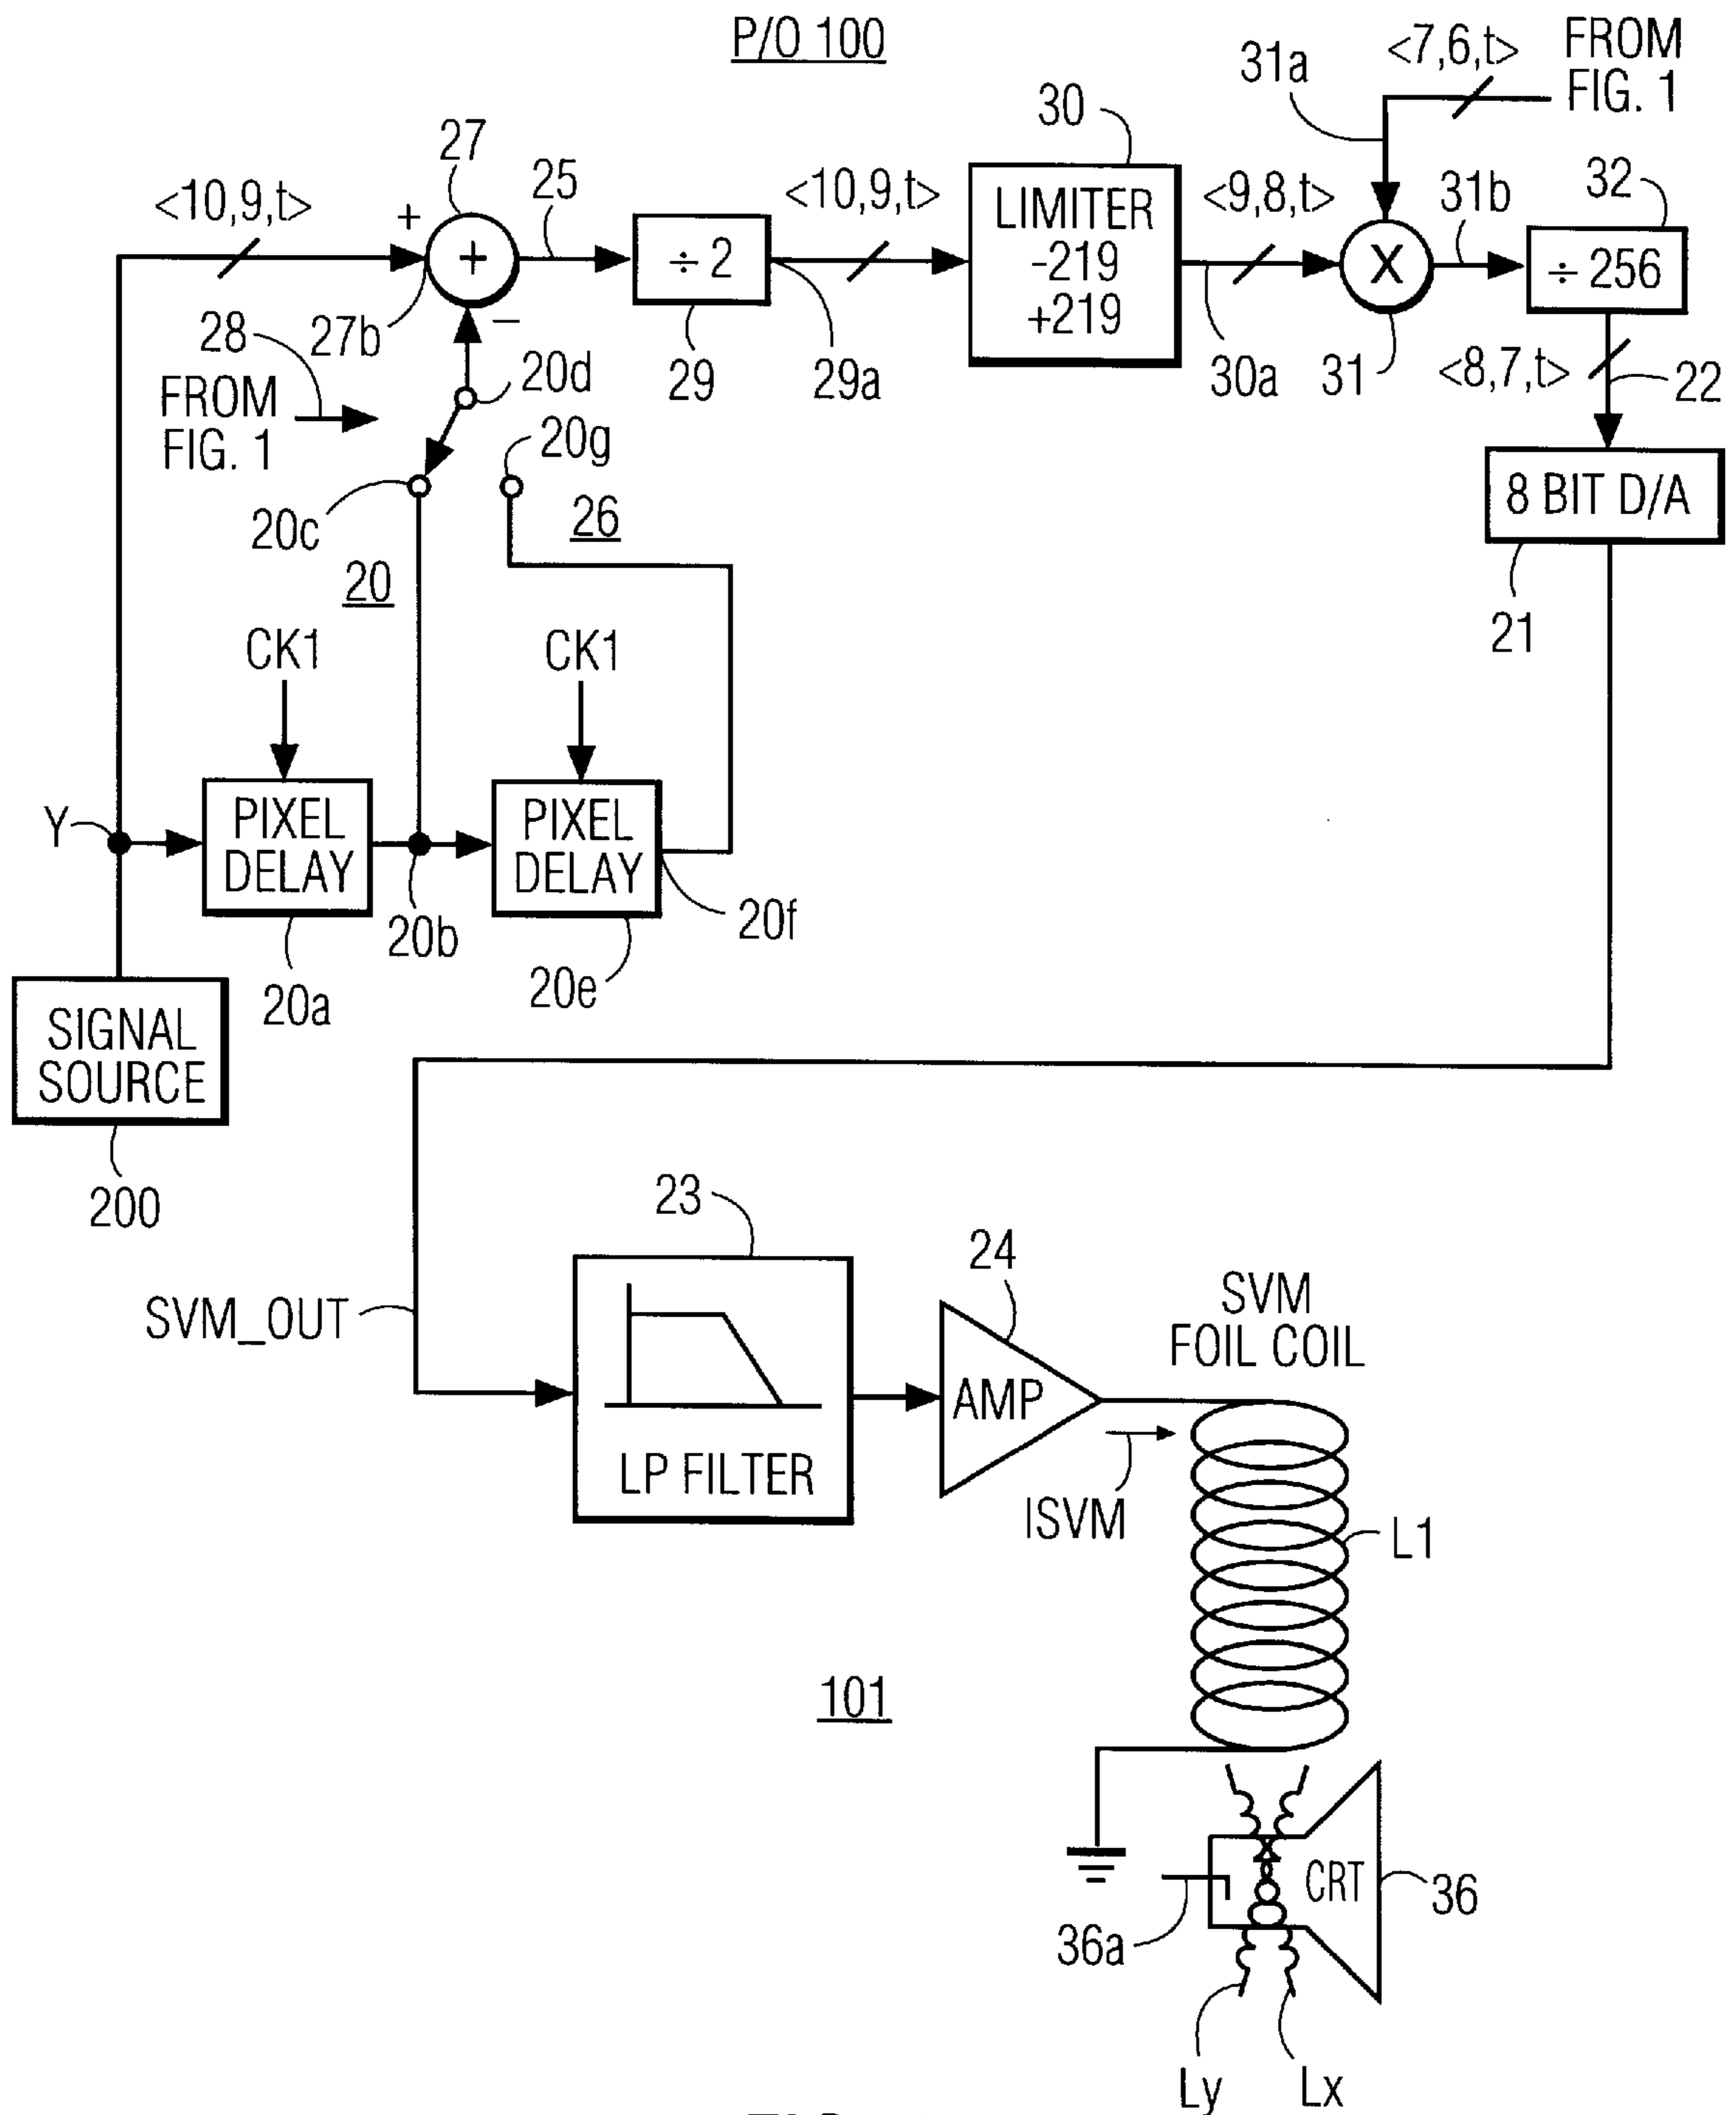 P/O 100
<7,6,t>
FROM
FIG. 1
31a
30
27
25
<10,9,t>
+
+
27b
÷ 2
29
<10,9,t>
29a
LIMITER
-219
+219
<9,8,t>
30a
X
31
31b
32
÷ 256
<8,7,t>
22
28
FROM
FIG. 1
−
20d
20g
20c
26
20
8 BIT D/A
21
CK1
CK1
Y
PIXEL
DELAY
PIXEL
DELAY
20b
20f
20a
20e
SIGNAL
SOURCE
200
23
24
SVM
FOIL COIL
SVM_OUT
AMP
LP FILTER
ISVM
L1
101
CRT
36
36a
Ly
Lx